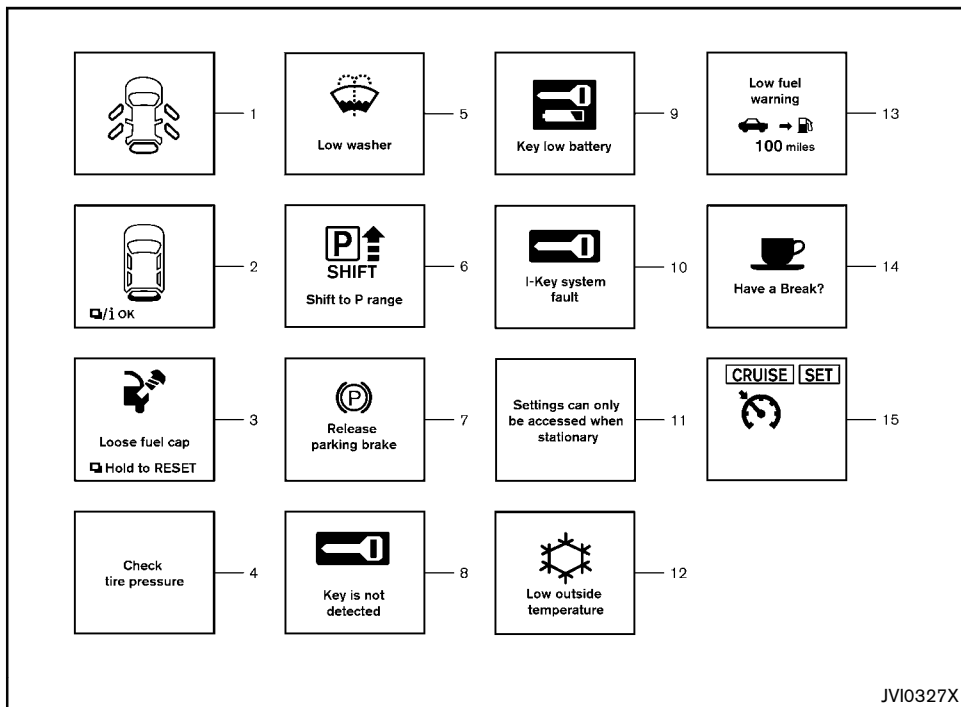 1
2
/i OK
3
Loose fuel cap
Hold to RESET
4
Check
tire pressure
5
Low washer
6
P
SHIFT
Shift to P range
7
P
Release
parking brake
8
Key is not
detected
9
Key low battery
10
I-Key system
fault
11
Settings can only
be accessed when
stationary
12
Low outside
temperature
13
Low fuel
warning
100 miles
14
Have a Break?
15
CRUISE SET
JVI0327X